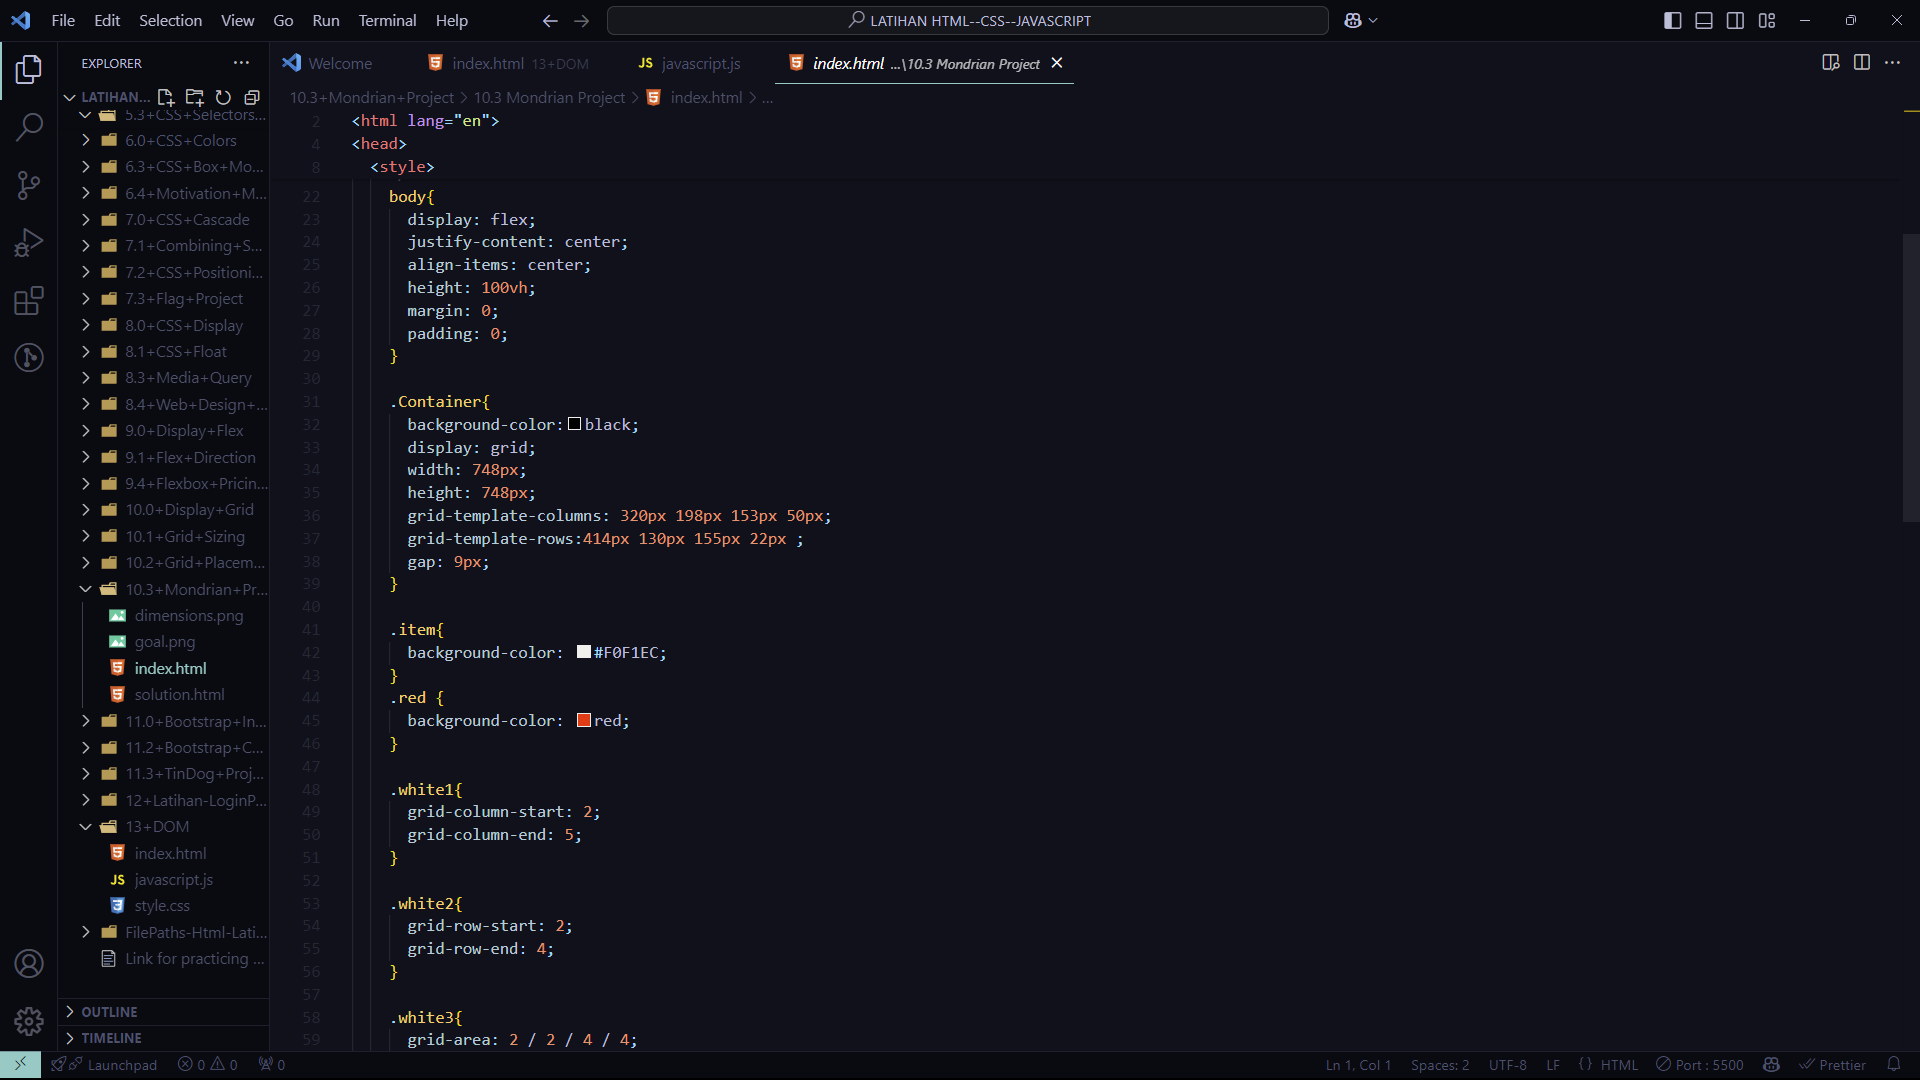 File Edit Selection View Go Run Terminal Help
LATIHAN HTML--CSS--JAVASCRIPT
EXPLORER
Welcome
index.html 13+DOM
JS javascript.js
index.html ...\10.3 Mondrian Project
LATIHAN...
10.3+Mondrian+Project > 10.3 Mondrian Project > index.html > ...
5.3+CSS+Selectors...
6.0+CSS+Colors
6.3+CSS+Box+Mo...
6.4+Motivation+M...
7.0+CSS+Cascade
7.1+Combining+S...
7.2+CSS+Positioni...
7.3+Flag+Project
8.0+CSS+Display
8.1+CSS+Float
8.3+Media+Query
8.4+Web+Design+...
9.0+Display+Flex
9.1+Flex+Direction
9.4+Flexbox+Pricin...
10.0+Display+Grid
10.1+Grid+Sizing
10.2+Grid+Placem...
10.3+Mondrian+Pr...
dimensions.png
goal.png
index.html
solution.html
11.0+Bootstrap+In...
11.2+Bootstrap+C...
11.3+TinDog+Proj...
12+Latihan-LoginP...
13+DOM
index.html
JS javascript.js
style.css
FilePaths-Html-Lati...
Link for practicing ...
OUTLINE
TIMELINE
2 <html lang="en">
4 <head>
8 <style>
22 body{
23 display: flex;
24 justify-content: center;
25 align-items: center;
26 height: 100vh;
27 margin: 0;
28 padding: 0;
29 }
30
31 .Container{
32 background-color: black;
33 display: grid;
34 width: 748px;
35 height: 748px;
36 grid-template-columns: 320px 198px 153px 50px;
37 grid-template-rows:414px 130px 155px 22px ;
38 gap: 9px;
39 }
40
41 .item{
42 background-color: #F0F1EC;
43 }
44 .red {
45 background-color: red;
46 }
47
48 .white1{
49 grid-column-start: 2;
50 grid-column-end: 5;
51 }
52
53 .white2{
54 grid-row-start: 2;
55 grid-row-end: 4;
56 }
57
58 .white3{
59 grid-area: 2 / 2 / 4 / 4;
Launchpad 0 0 0
Ln 1, Col 1 Spaces: 2 UTF-8 LF {} HTML Port : 5500 Prettier